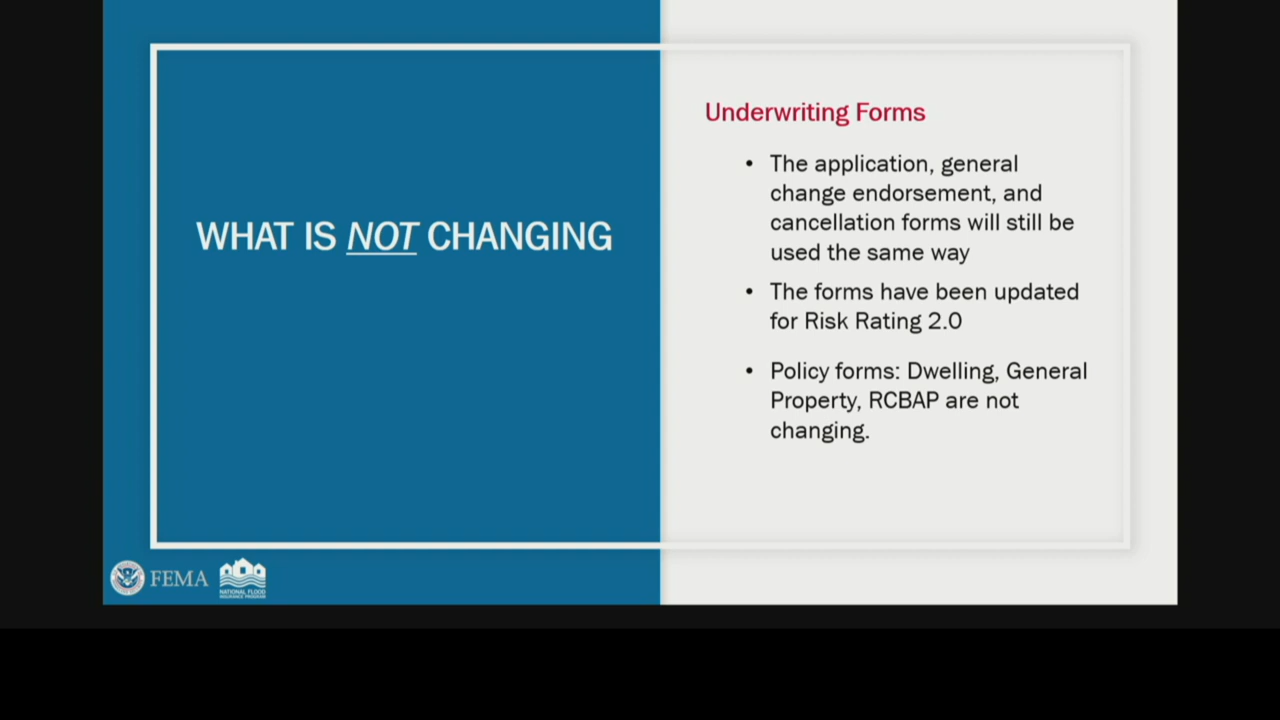 WHAT IS NOT CHANGING
Underwriting Forms
• The application, general
change endorsement, and
cancellation forms will still be
used the same way
• The forms have been updated
for Risk Rating 2.0
• Policy forms: Dwelling, General
Property, RCBAP are not
changing.
FEMA
NATIONAL FLOOD
INSURANCE PROGRAM